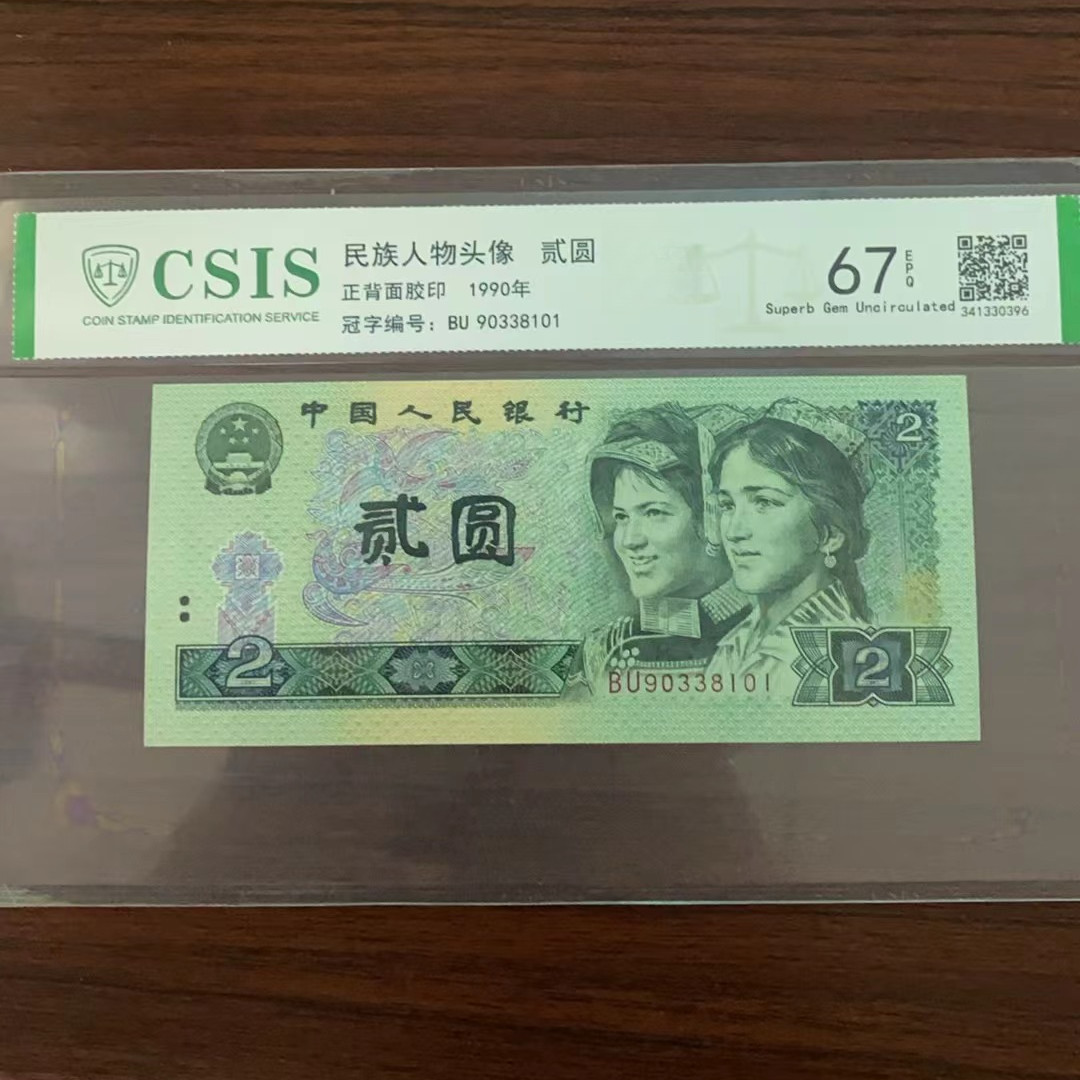 CSIS
COIN STAMP IDENTIFICATION SERVICE
民族人物头像 贰圆
正背面胶印 1990年
冠字编号: BU 90338101
67 EPQ
Superb Gem Uncirculated
341330396
中国人民银行
2
贰圆
2
BU90338101
2